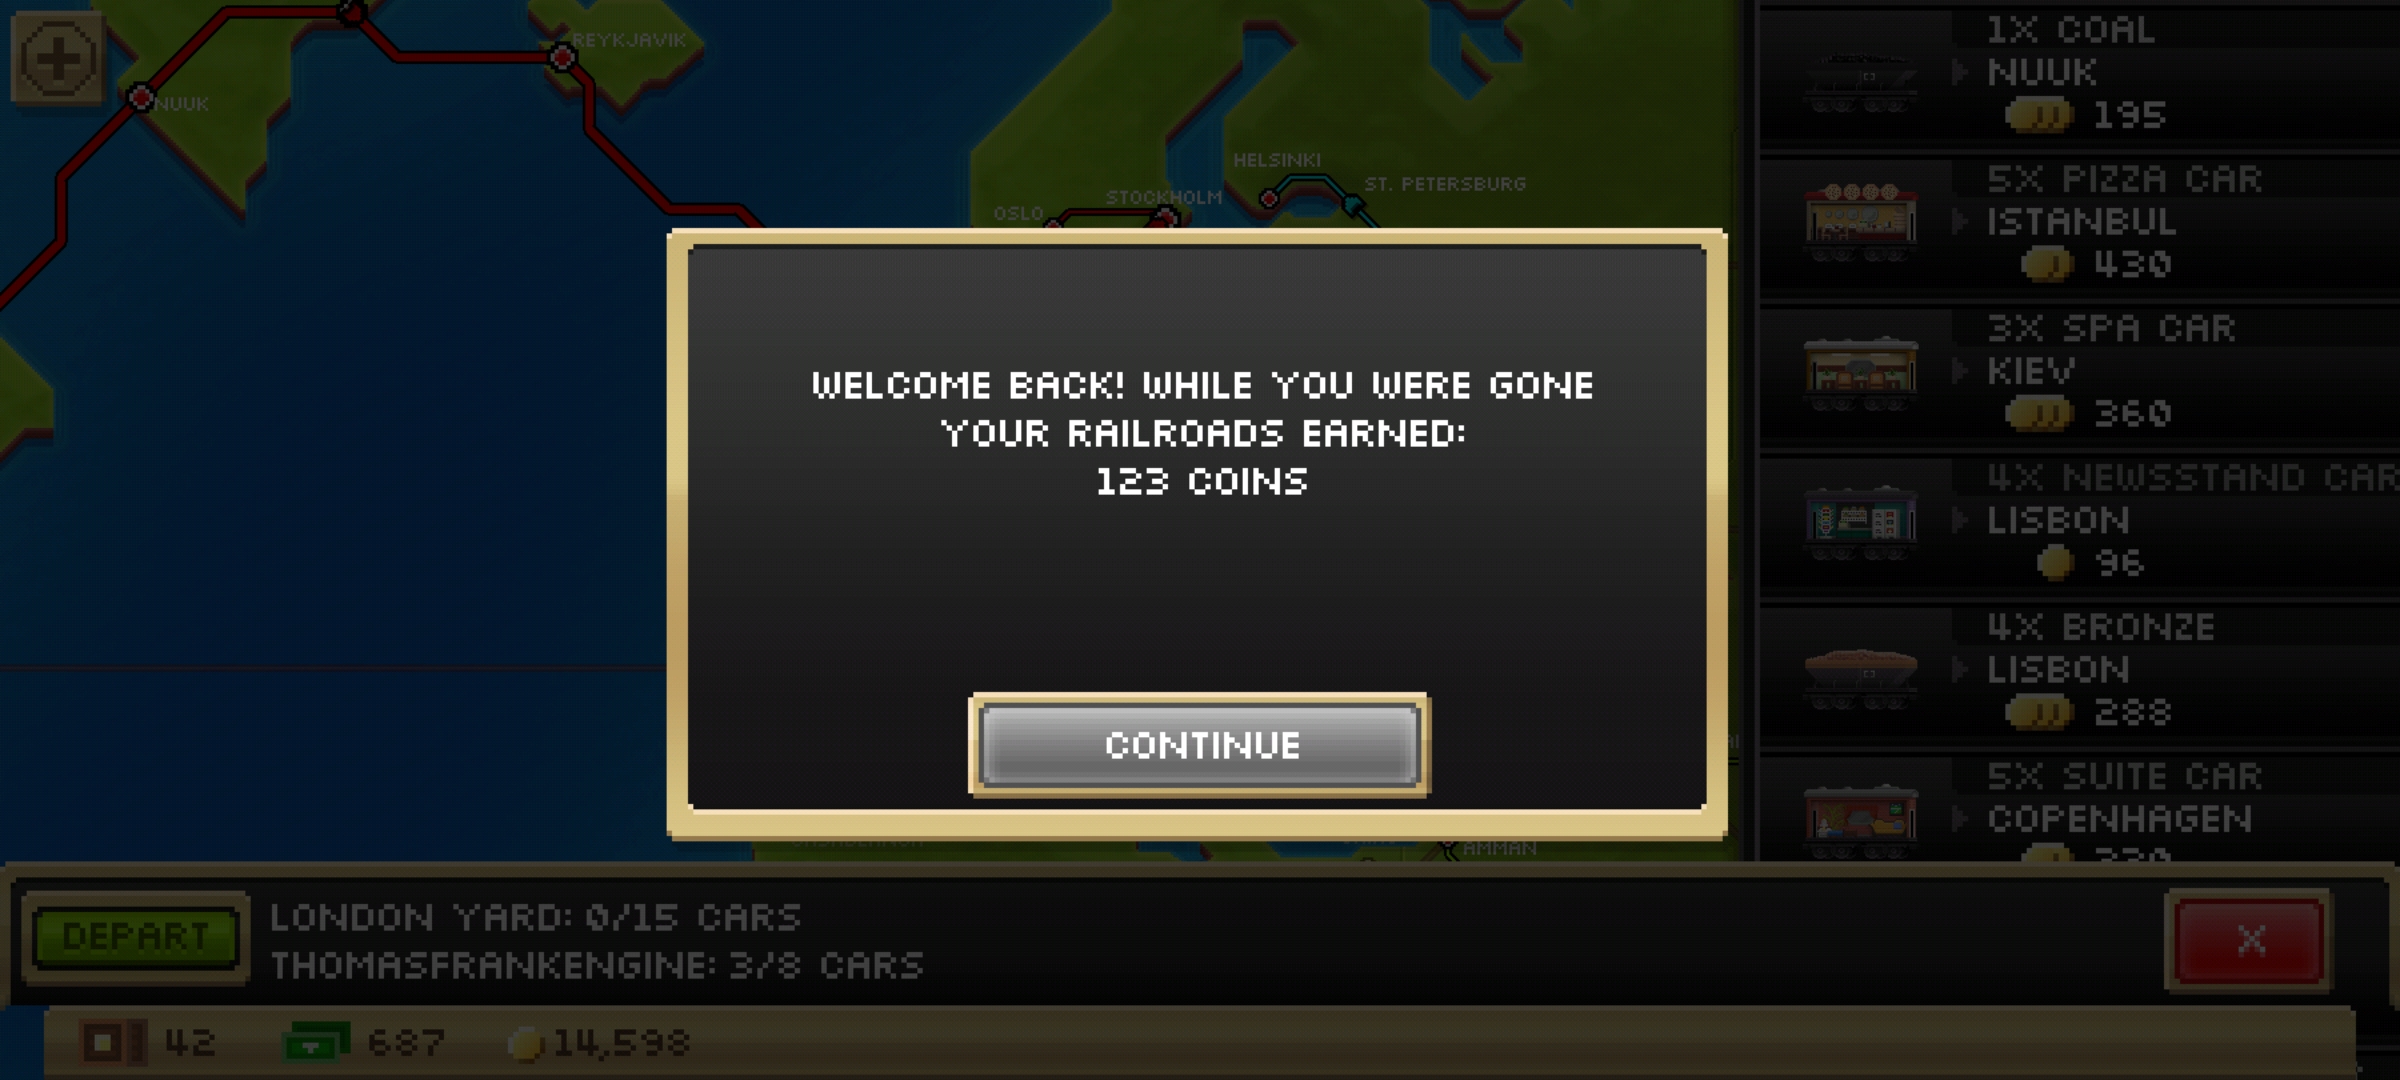 REYKJAVIK
NUUK
HELSINKI
ST. PETERSBURG
STOCKHOLM
OSLO
WELCOME BACK! WHILE YOU WERE GONE
YOUR RAILROADS EARNED:
123 COINS
CONTINUE
CASABLANCA
AMMAN
1X COAL
NUUK
195
5X PIZZA CAR
ISTANBUL
430
3X SPA CAR
KIEV
360
4X NEWSSTAND CAR
LISBON
96
4X BRONZE
LISBON
288
5X SUITE CAR
COPENHAGEN
DEPART
LONDON YARD: 0/15 CARS
THOMASFRANKENGINE: 3/8 CARS
X
42
687
14,598